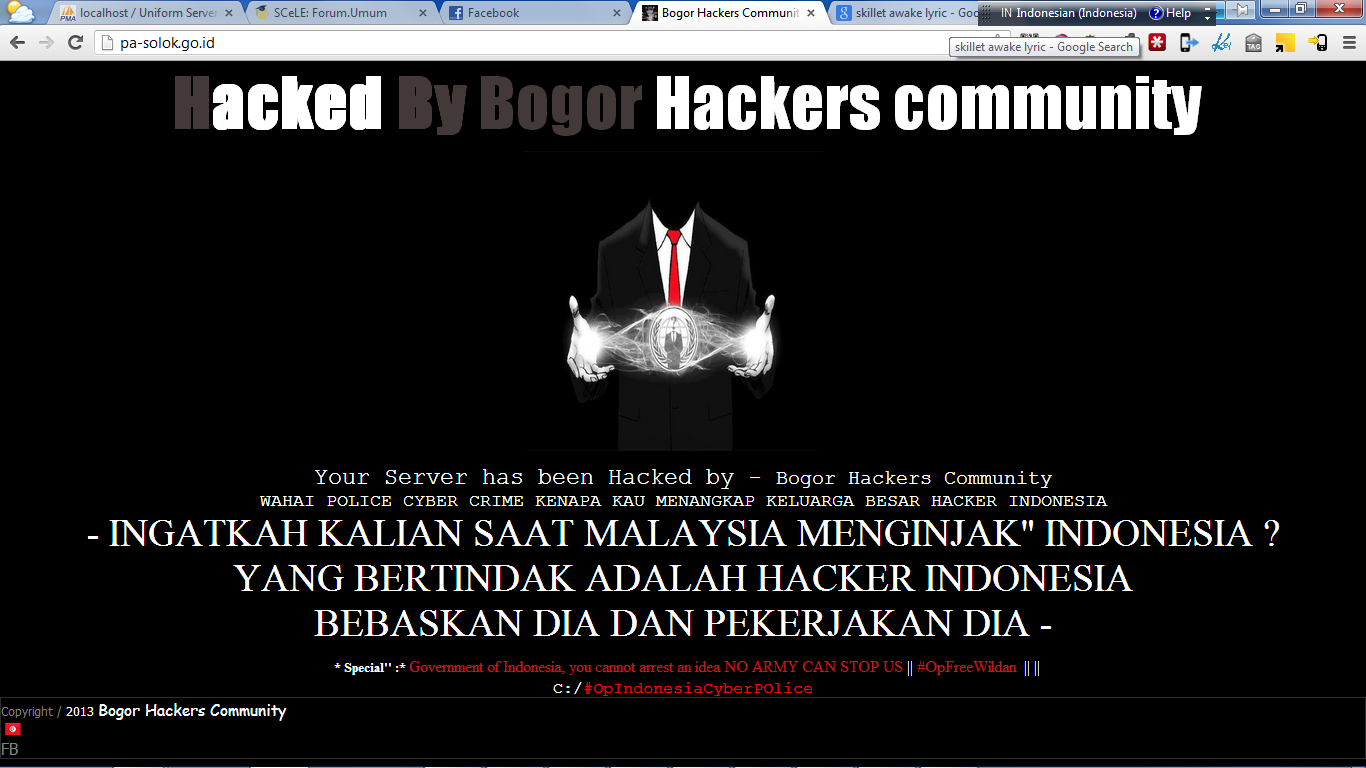 localhost / Uniform Server
SCeLE: Forum.Umum
Facebook
Bogor Hackers Communit
skillet awake lyric - Goo
IN Indonesian (Indonesia)
Help
pa-solok.go.id
skillet awake lyric - Google Search
Hacked By Bogor Hackers community
Your Server has been Hacked by - Bogor Hackers Community
WAHAI POLICE CYBER CRIME KENAPA KAU MENANGKAP KELUARGA BESAR HACKER INDONESIA
- INGATKAH KALIAN SAAT MALAYSIA MENGINJAK" INDONESIA ?
YANG BERTINDAK ADALAH HACKER INDONESIA
BEBASKAN DIA DAN PEKERJAKAN DIA -
* Special" :* Government of Indonesia, you cannot arrest an idea NO ARMY CAN STOP US || #OpFreeWildan || ||
C:/#OpIndonesiaCyberPOlice
Copyright / 2013 Bogor Hackers Community
FB